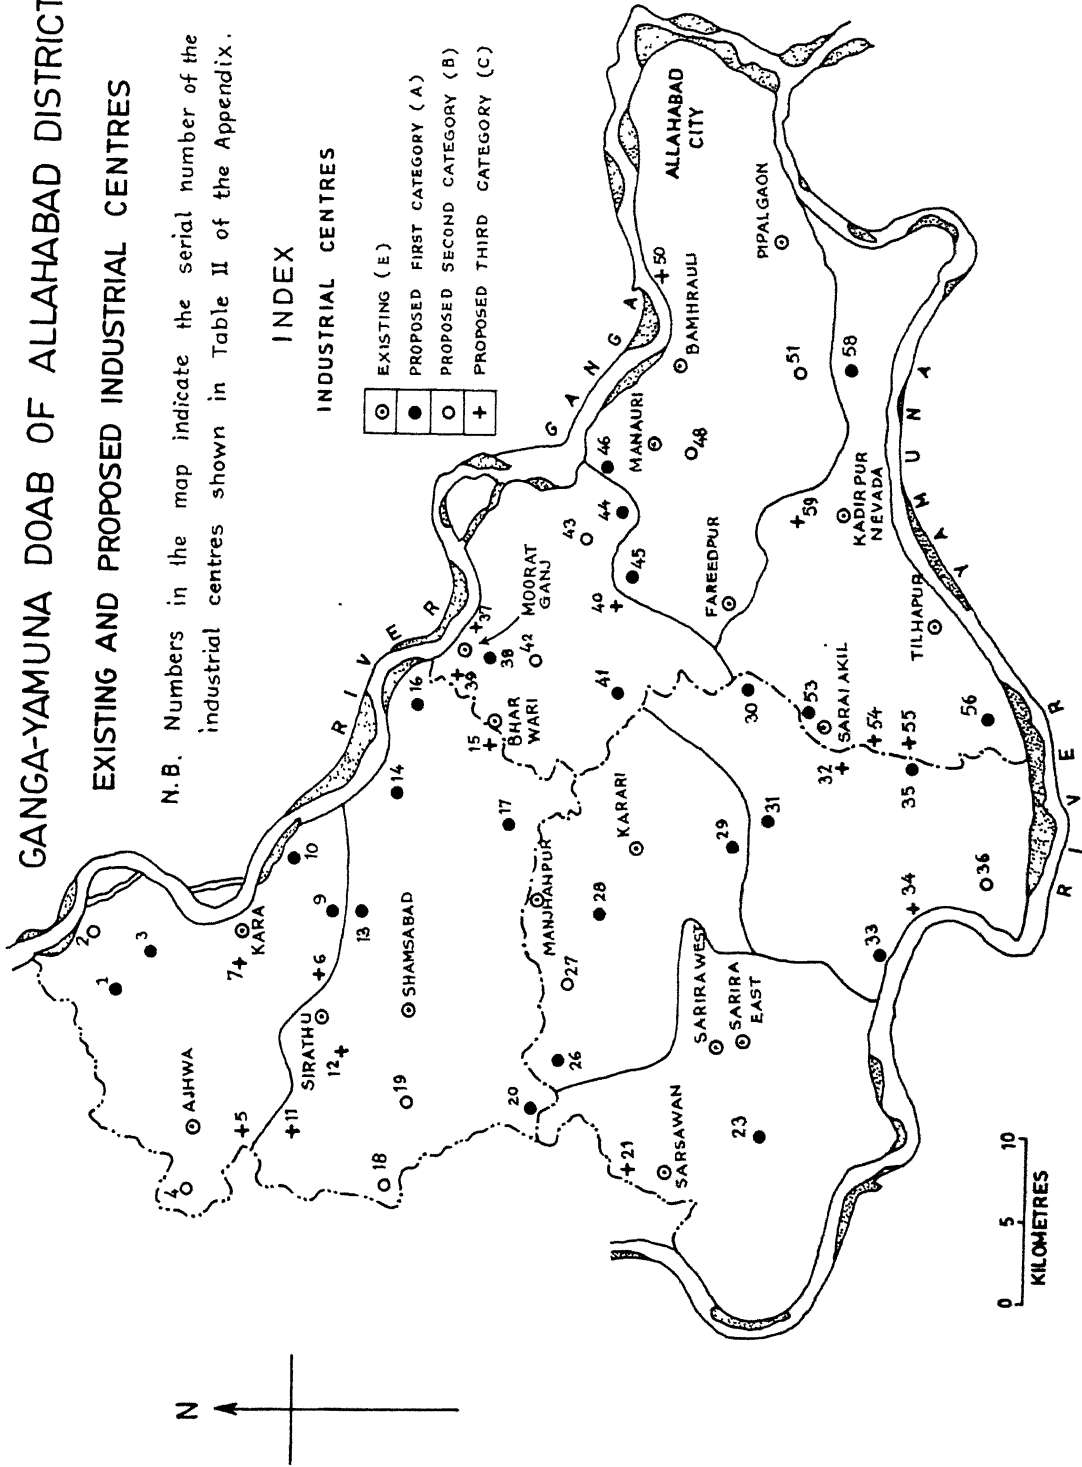 GANGA-YAMUNA DOAB OF ALLAHABAD DISTRICT
EXISTING AND PROPOSED INDUSTRIAL CENTRES
N.B. Numbers in the map indicate the serial number of the
industrial centres shown in Table II of the Appendix.
INDEX
INDUSTRIAL CENTRES
EXISTING (E)
PROPOSED FIRST CATEGORY (A)
PROPOSED SECOND CATEGORY (B)
PROPOSED THIRD CATEGORY (C)
N
GANGA
RIVER
YAMUNA
RIVER
ALLAHABAD
CITY
PIPALGAON
BAMHRAULI
MANAURI
KADIRPUR
NEVADA
FAREEDPUR
TILHAPUR
SARAI AKIL
MOORAT
GANJ
BHAR
WARI
KARARI
MANJHANPUR
SHAMSABAD
KARA
SIRATHU
AJHWA
SARIRA WEST
SARIRA
EAST
SARSAWAN
1
2
3
4
5
6
7
9
10
11
12
13
14
15
16
17
18
19
20
21
23
26
27
28
29
30
31
32
33
34
35
36
37
38
39
40
41
42
43
44
45
46
48
50
51
53
54
55
56
58
59
0 5 10
KILOMETRES